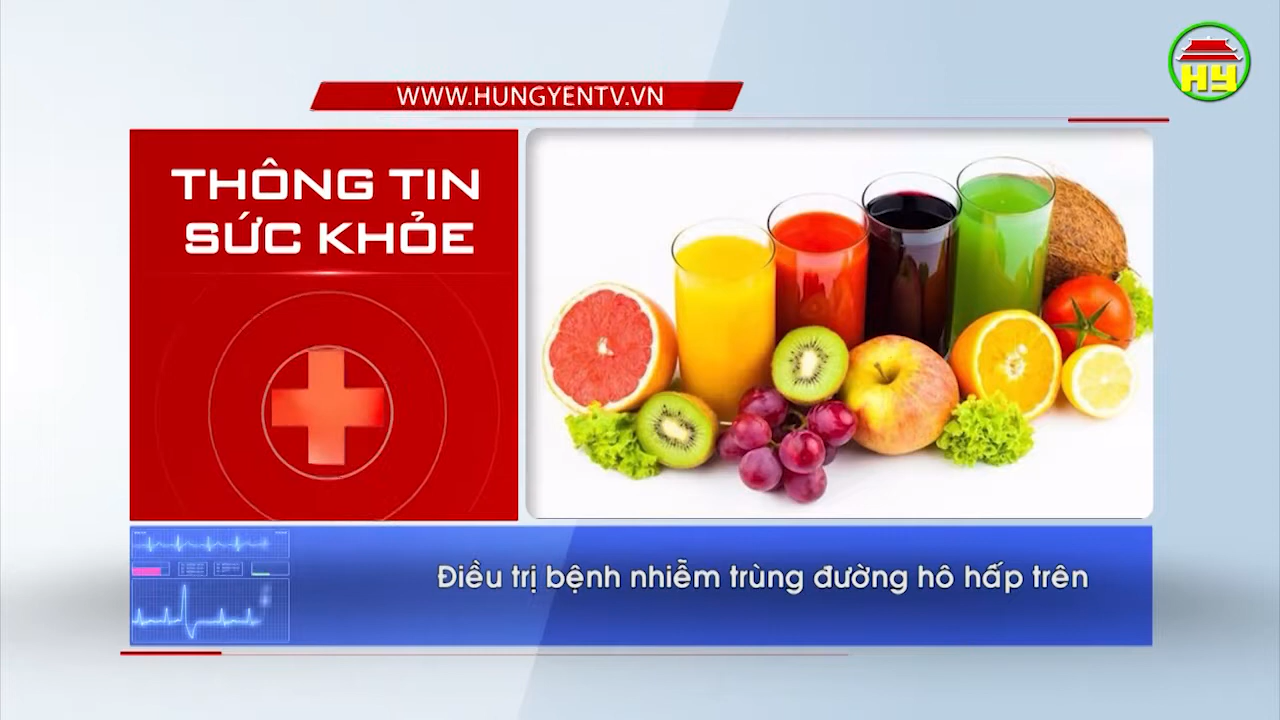 WWW.HUNGYENTV.VN
HY
THÔNG TIN
SỨC KHỎE
Điều trị bệnh nhiễm trùng đường hô hấp trên